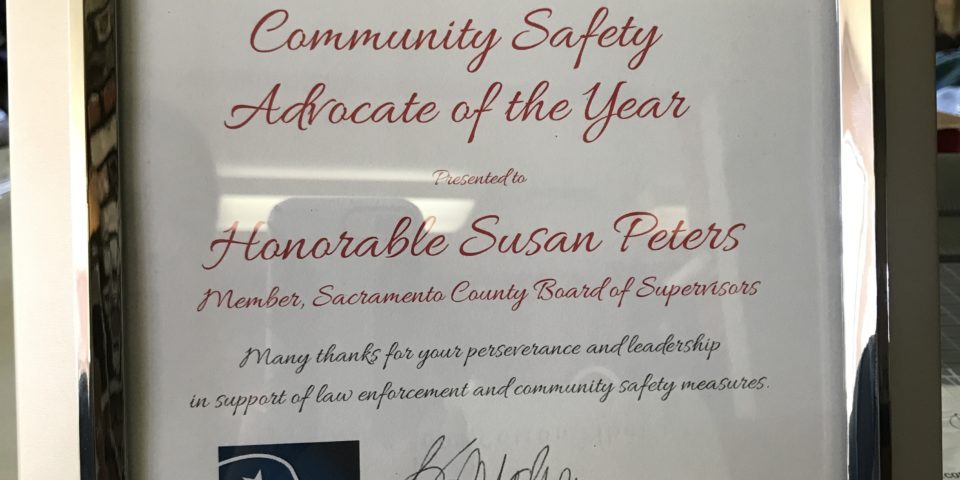 Community Safety
Advocate of the Year
Presented to
Honorable Susan Peters
Member, Sacramento County Board of Supervisors
Many thanks for your perseverance and leadership
in support of law enforcement and community safety measures.